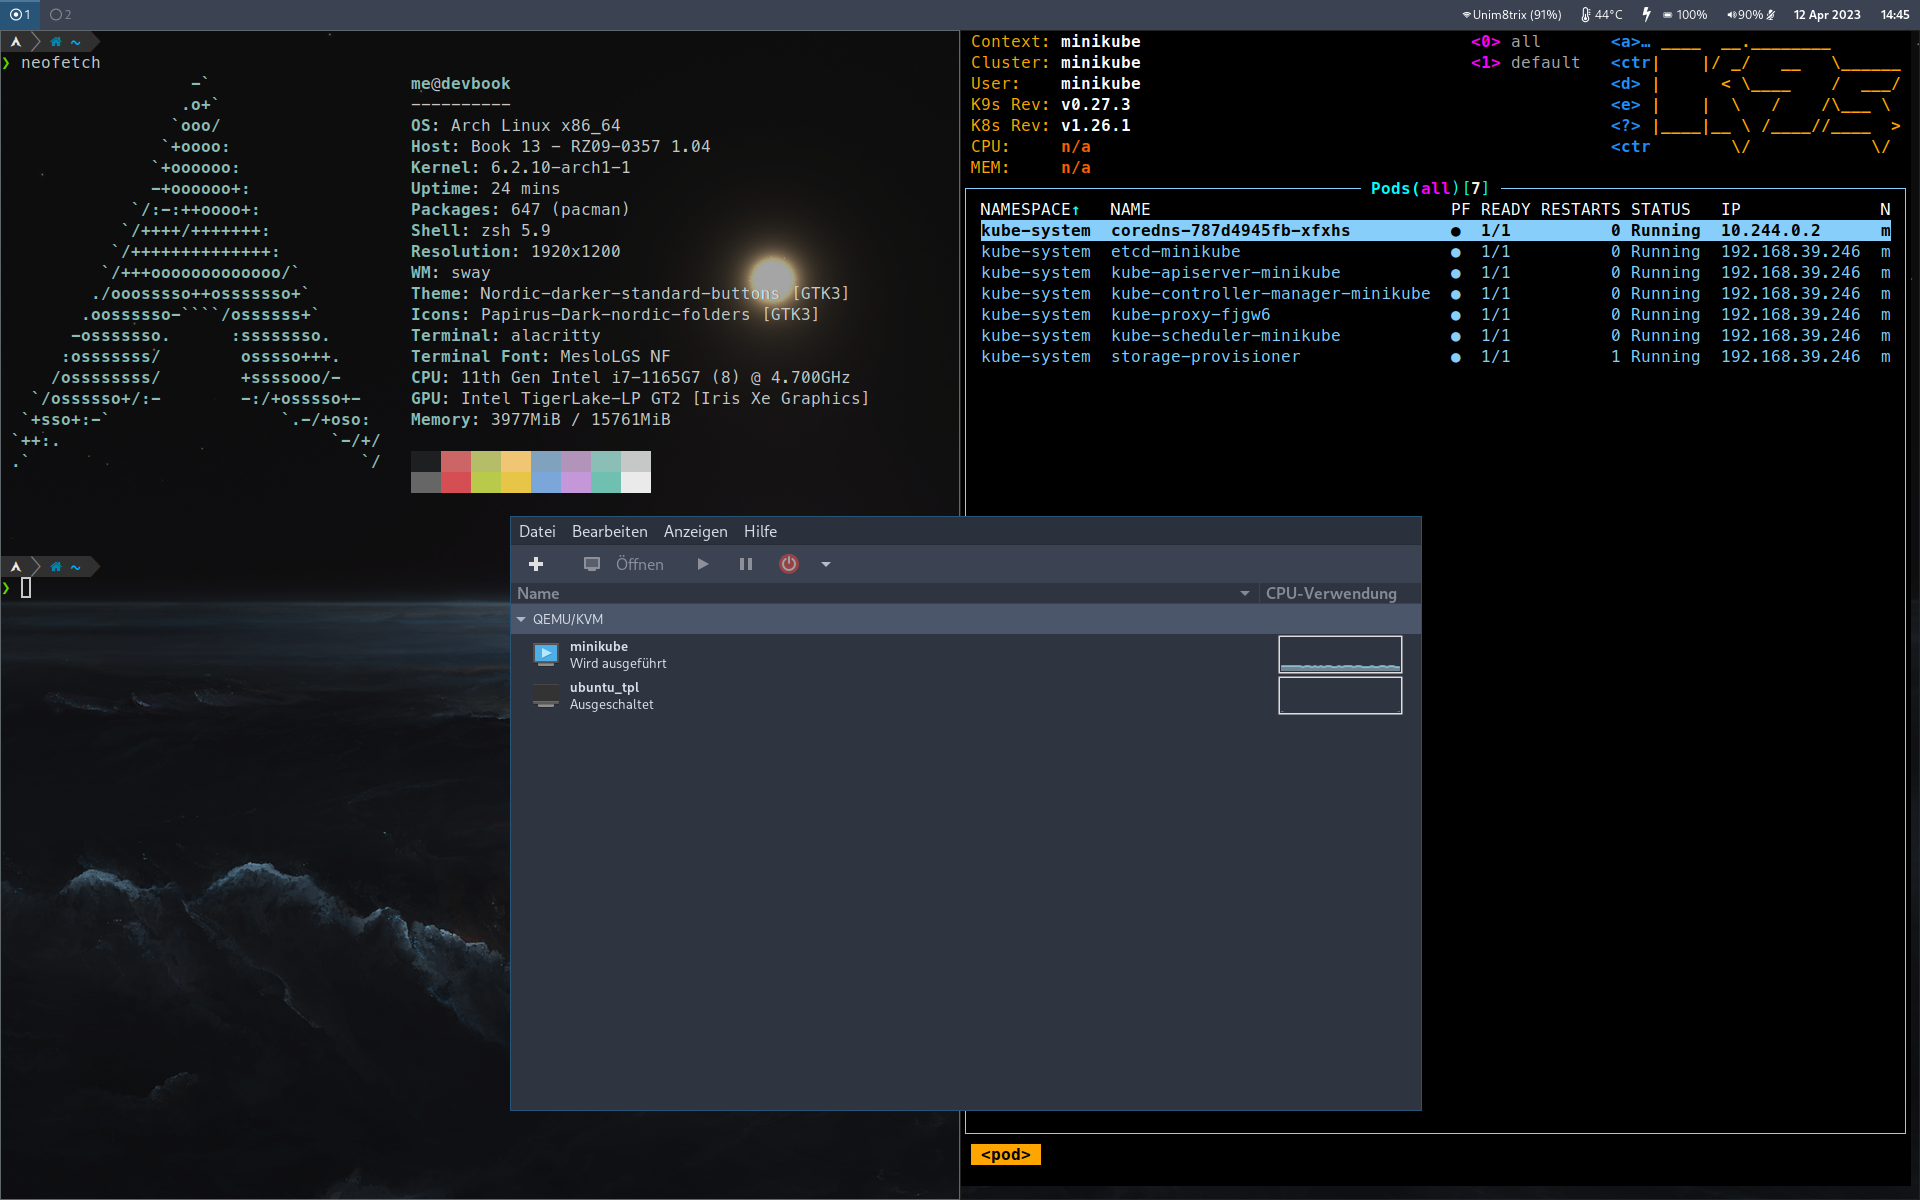 1 2 Unim8trix (91%) 44°C 100% 90% 12 Apr 2023 14:45
~
❯ neofetch
me@devbook
----------
OS: Arch Linux x86_64
Host: Book 13 - RZ09-0357 1.04
Kernel: 6.2.10-arch1-1
Uptime: 24 mins
Packages: 647 (pacman)
Shell: zsh 5.9
Resolution: 1920x1200
WM: sway
Theme: Nordic-darker-standard-buttons [GTK3]
Icons: Papirus-Dark-nordic-folders [GTK3]
Terminal: alacritty
Terminal Font: MesloLGS NF
CPU: 11th Gen Intel i7-1165G7 (8) @ 4.700GHz
GPU: Intel TigerLake-LP GT2 [Iris Xe Graphics]
Memory: 3977MiB / 15761MiB
~
❯
Context: minikube <0> all <a>…
Cluster: minikube <1> default <ctr
User: minikube <d>
K9s Rev: v0.27.3 <e>
K8s Rev: v1.26.1 <?>
CPU: n/a <ctr
MEM: n/a
Pods(all)[7]
NAMESPACE↑ NAME PF READY RESTARTS STATUS IP N
kube-system coredns-787d4945fb-xfxhs ● 1/1 0 Running 10.244.0.2 m
kube-system etcd-minikube ● 1/1 0 Running 192.168.39.246 m
kube-system kube-apiserver-minikube ● 1/1 0 Running 192.168.39.246 m
kube-system kube-controller-manager-minikube ● 1/1 0 Running 192.168.39.246 m
kube-system kube-proxy-fjgw6 ● 1/1 0 Running 192.168.39.246 m
kube-system kube-scheduler-minikube ● 1/1 0 Running 192.168.39.246 m
kube-system storage-provisioner ● 1/1 1 Running 192.168.39.246 m
<pod>
Datei Bearbeiten Anzeigen Hilfe
Öffnen
Name CPU-Verwendung
QEMU/KVM
minikube
Wird ausgeführt
ubuntu_tpl
Ausgeschaltet